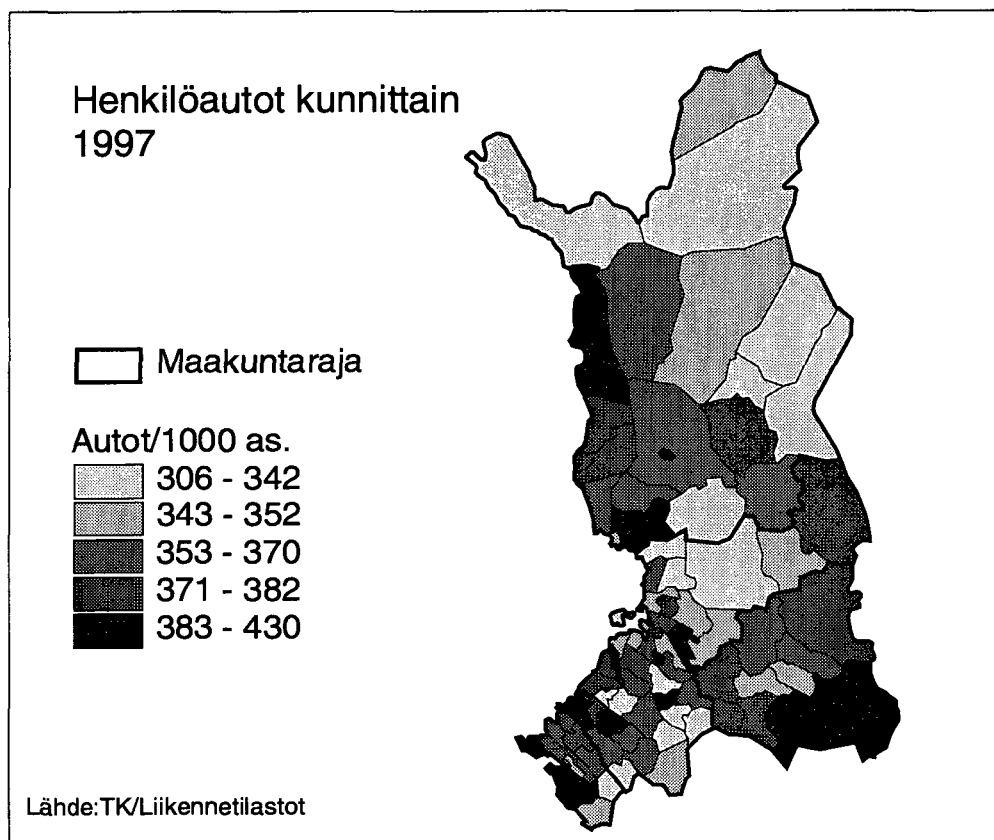 Henkilöautot kunnittain
1997
Maakuntaraja
Autot/1000 as.
306 - 342
343 - 352
353 - 370
371 - 382
383 - 430
Lähde:TK/Liikennetilastot